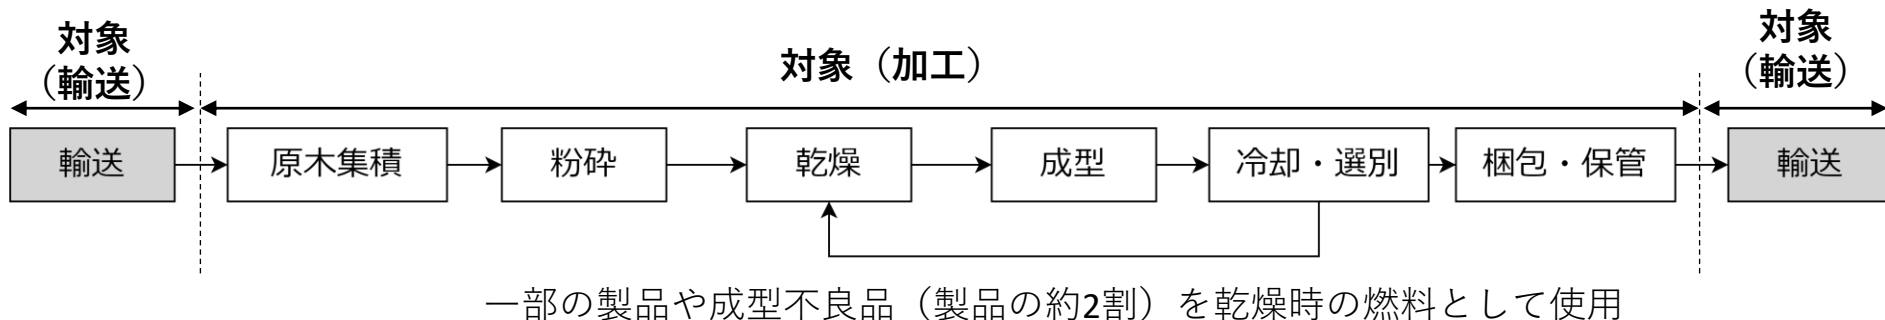 対象
（輸送）
対象（加工）
対象
（輸送）
輸送
原木集積
粉砕
乾燥
成型
冷却・選別
梱包・保管
輸送
一部の製品や成型不良品（製品の約2割）を乾燥時の燃料として使用